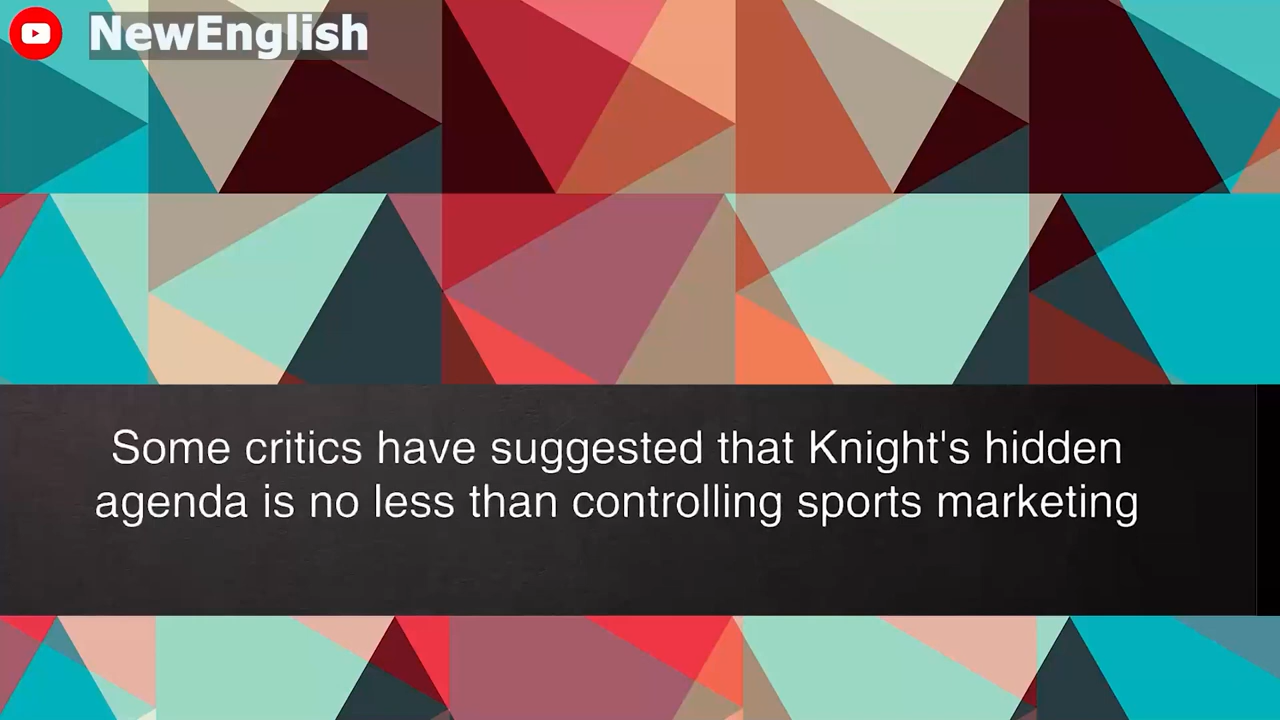 NewEnglish
Some critics have suggested that Knight's hidden
agenda is no less than controlling sports marketing